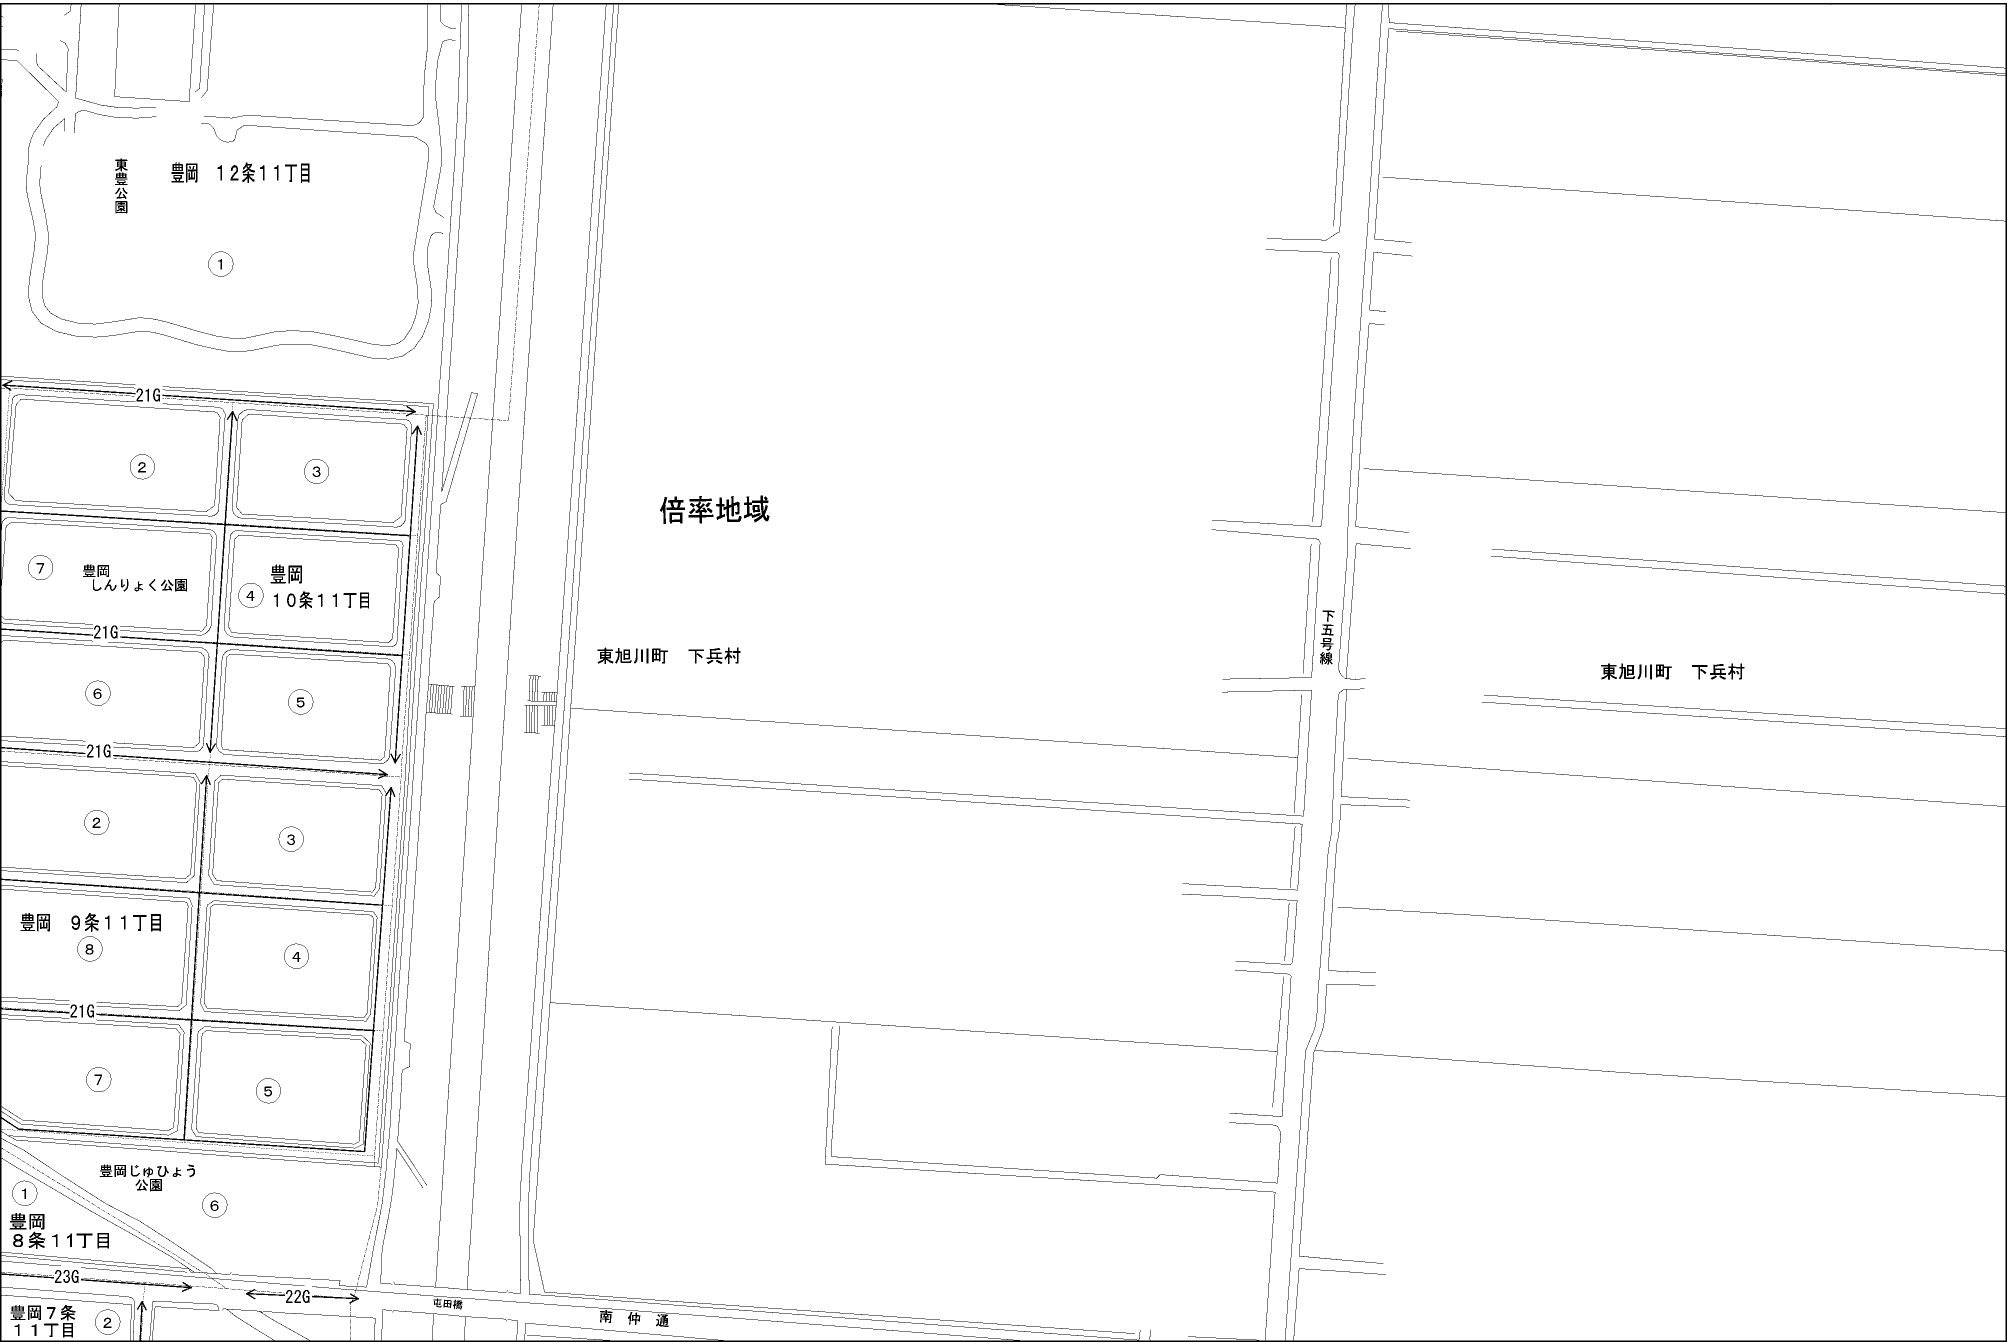 東豊公園
豊岡　１２条１１丁目
①
21G
②
③
倍率地域
⑦
豊岡
しんりょく公園
豊岡
④
１０条１１丁目
21G
下五号線
東旭川町　下兵村
東旭川町　下兵村
⑥
⑤
21G
②
③
豊岡　９条１１丁目
⑧
④
21G
⑦
⑤
豊岡じゅひょう
公園
①
⑥
豊岡
８条１１丁目
23G
22G
屯田橋
豊岡７条
１１丁目
②
南仲通